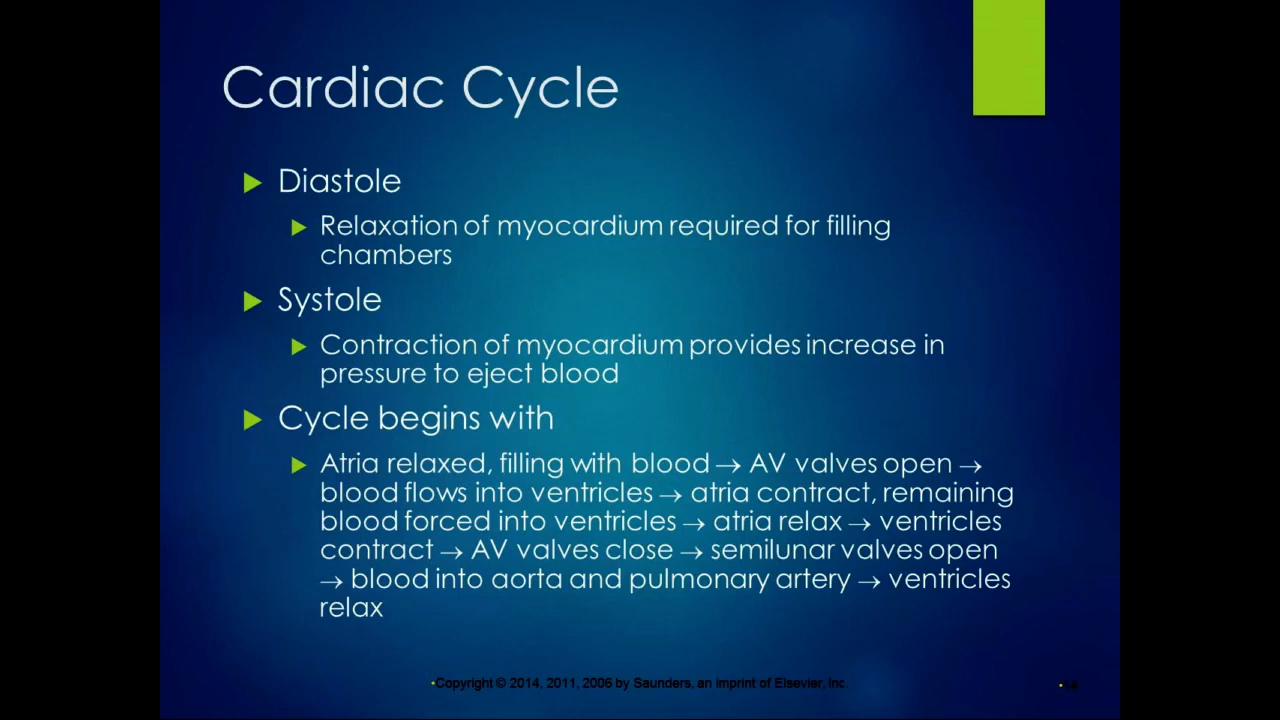 Cardiac Cycle
Diastole
Relaxation of myocardium required for filling
chambers
Systole
Contraction of myocardium provides increase in
pressure to eject blood
Cycle begins with
Atria relaxed, filling with blood → AV valves open →
blood flows into ventricles → atria contract, remaining
blood forced into ventricles → atria relax → ventricles
contract → AV valves close → semilunar valves open
→ blood into aorta and pulmonary artery → ventricles
relax
•Copyright © 2014, 2011, 2006 by Saunders, an imprint of Elsevier, Inc.